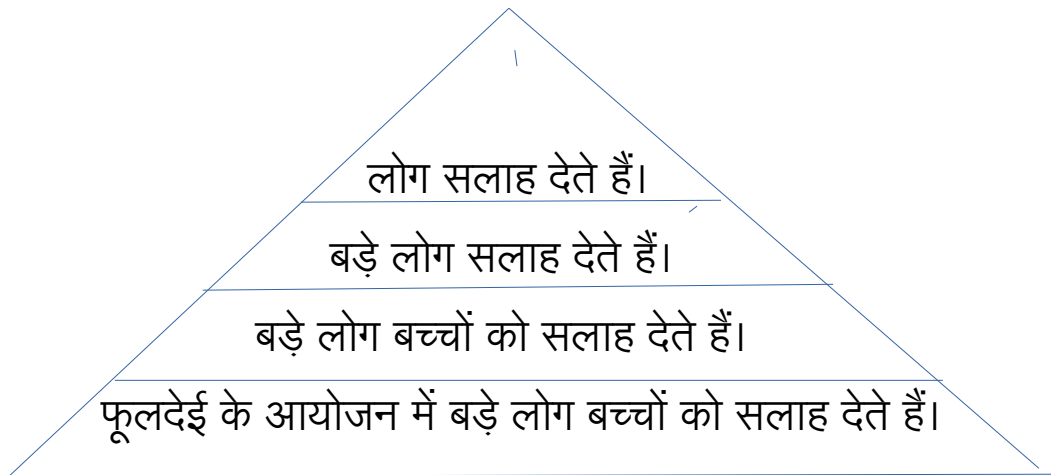 लोग सलाह देते हैं।
बड़े लोग सलाह देते हैं।
बड़े लोग बच्चों को सलाह देते हैं।
फूलदेई के आयोजन में बड़े लोग बच्चों को सलाह देते हैं।